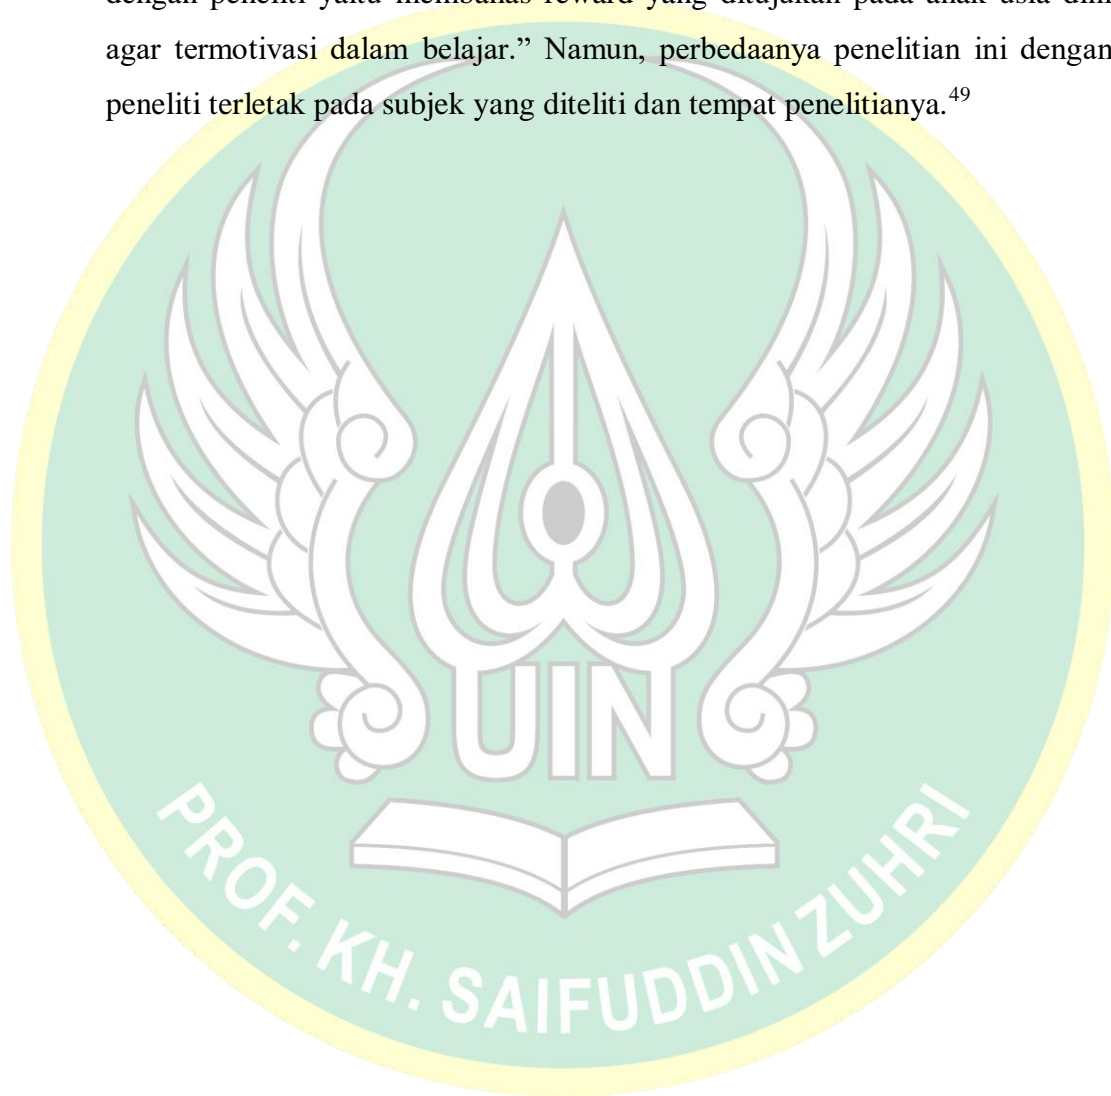 dengan peneliti yaitu membahas reward yang ditujukan pada anak usia dini
agar termotivasi dalam belajar.” Namun, perbedaanya penelitian ini dengan
peneliti terletak pada subjek yang diteliti dan tempat penelitianya.49
UIN
PROF. KH. SAIFUDDIN ZUHRI